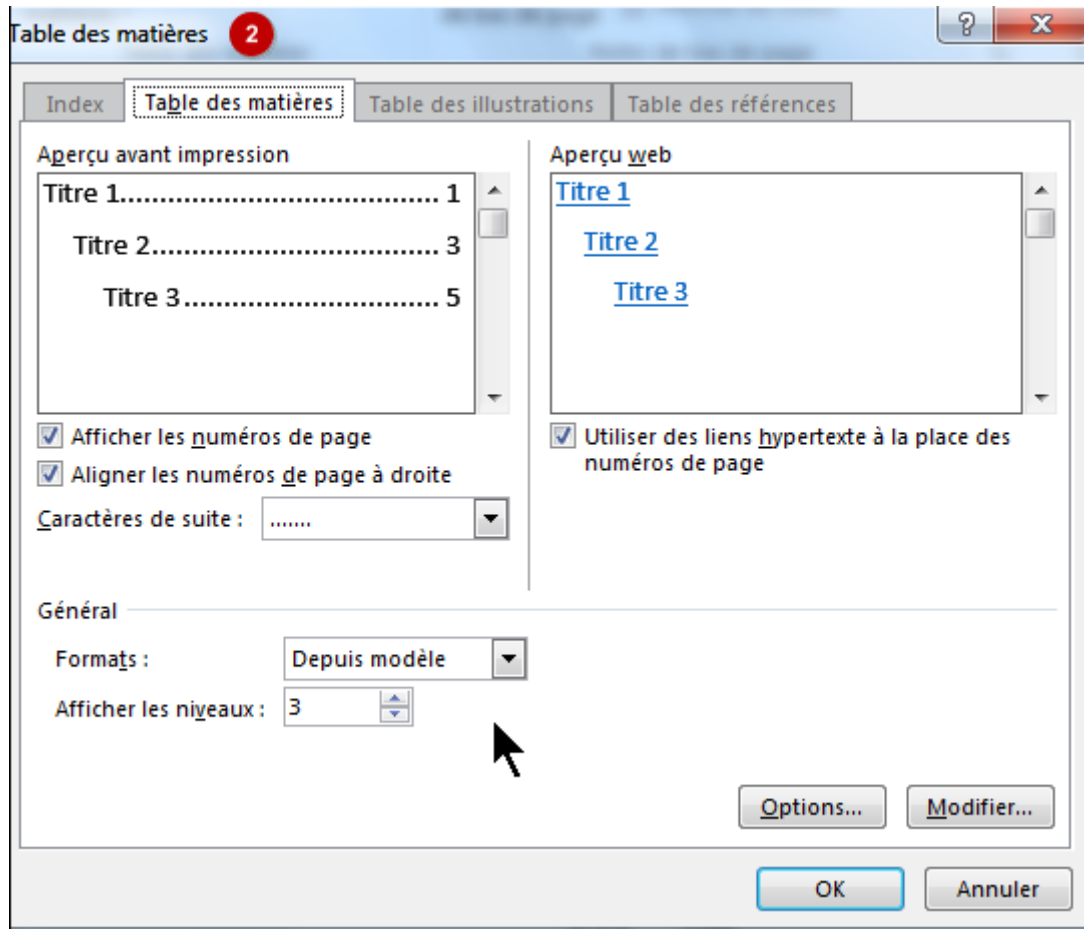 Table des matières 2
Index Table des matières Table des illustrations Table des références
Aperçu avant impression
Titre 1........................................ 1
Titre 2..................................... 3
Titre 3................................. 5
Afficher les numéros de page
Aligner les numéros de page à droite
Caractères de suite : .......
Aperçu web
Titre 1
Titre 2
Titre 3
Utiliser des liens hypertexte à la place des
numéros de page
Général
Formats : Depuis modèle
Afficher les niveaux : 3
Options... Modifier...
OK Annuler